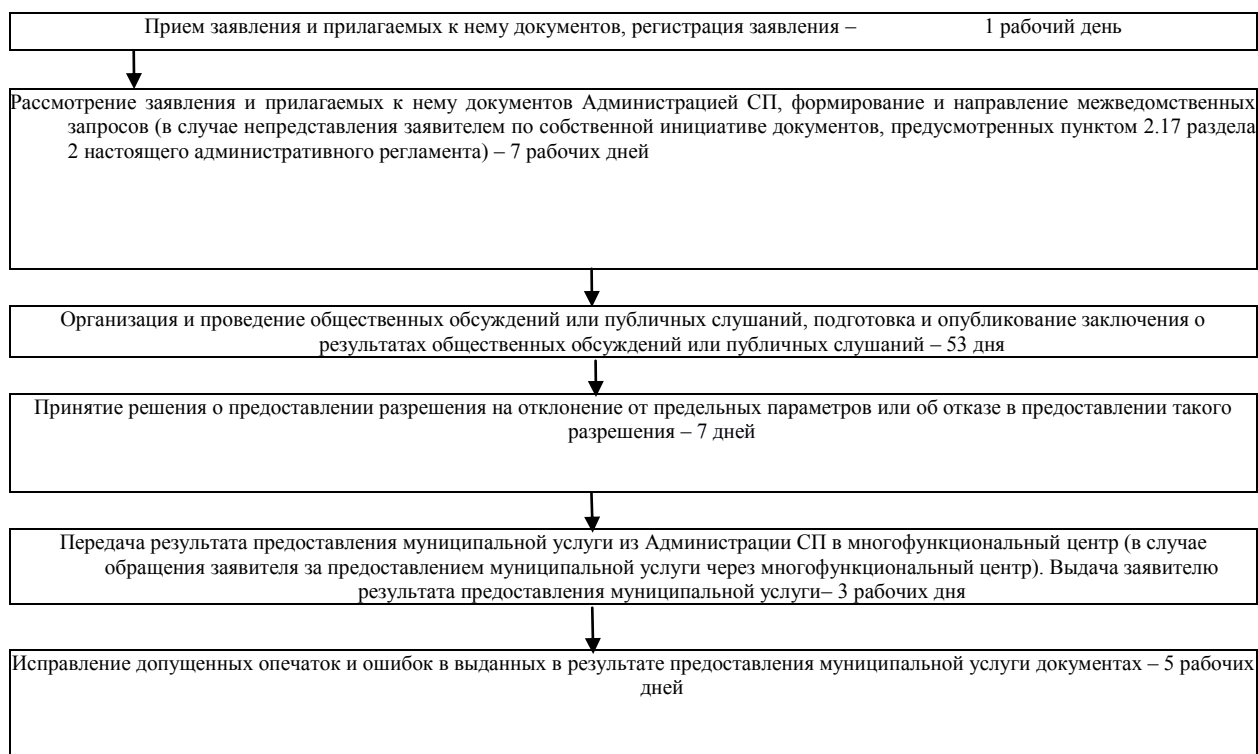 Прием заявления и прилагаемых к нему документов, регистрация заявления – 1 рабочий день
Рассмотрение заявления и прилагаемых к нему документов Администрацией СП, формирование и направление межведомственных
запросов (в случае непредставления заявителем по собственной инициативе документов, предусмотренных пунктом 2.17 раздела
2 настоящего административного регламента) – 7 рабочих дней
Организация и проведение общественных обсуждений или публичных слушаний, подготовка и опубликование заключения о
результатах общественных обсуждений или публичных слушаний – 53 дня
Принятие решения о предоставлении разрешения на отклонение от предельных параметров или об отказе в предоставлении такого
разрешения – 7 дней
Передача результата предоставления муниципальной услуги из Администрации СП в многофункциональный центр (в случае
обращения заявителя за предоставлением муниципальной услуги через многофункциональный центр). Выдача заявителю
результата предоставления муниципальной услуги– 3 рабочих дня
Исправление допущенных опечаток и ошибок в выданных в результате предоставления муниципальной услуги документах – 5 рабочих
дней